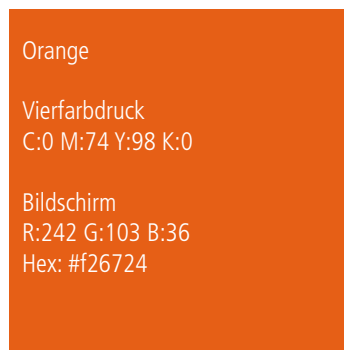 Orange
Vierfarbdruck
C:0 M:74 Y:98 K:0
Bildschirm
R:242 G:103 B:36
Hex: #f26724